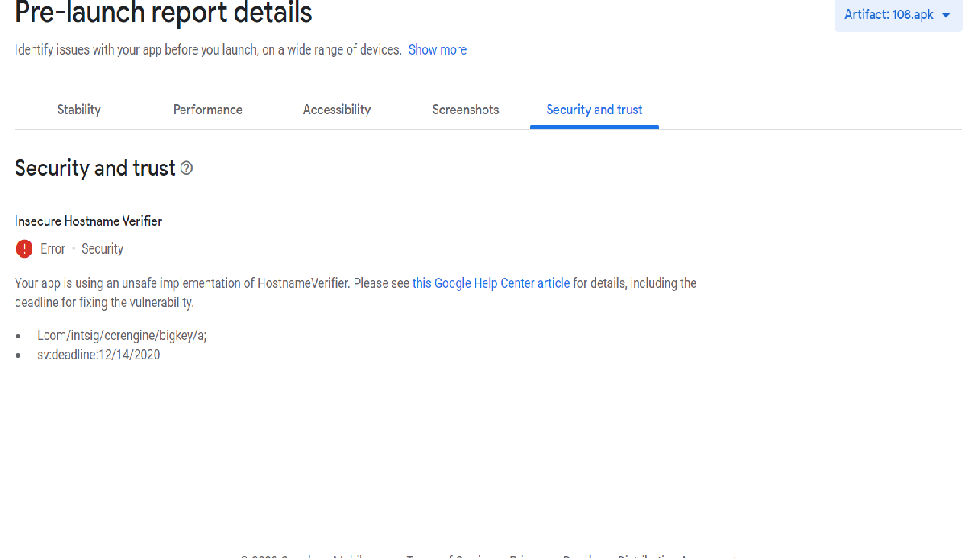 Pre-launch report details
Artifact: 108.apk
Identify issues with your app before you launch, on a wide range of devices. Show more
Stability Performance Accessibility Screenshots Security and trust
Security and trust
Insecure Hostname Verifier
Error · Security
Your app is using an unsafe implementation of HostnameVerifier. Please see this Google Help Center article for details, including the
deadline for fixing the vulnerability.
Lcom/intsig/ccrengine/bigkey/a;
sv:deadline:12/14/2020